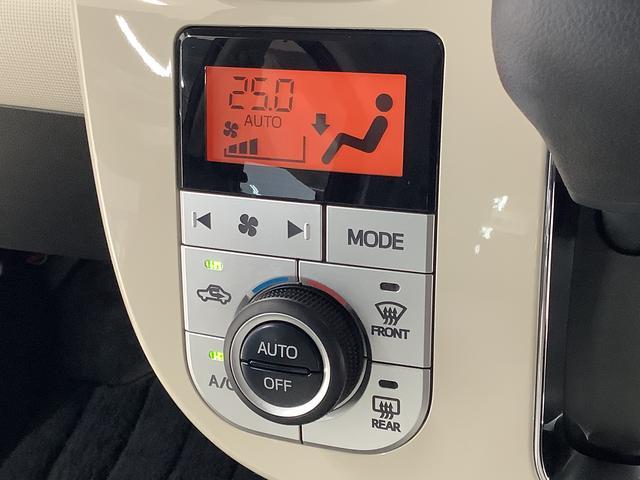 25.0
AUTO
MODE
AUTO
OFF
FRONT
A/C
REAR